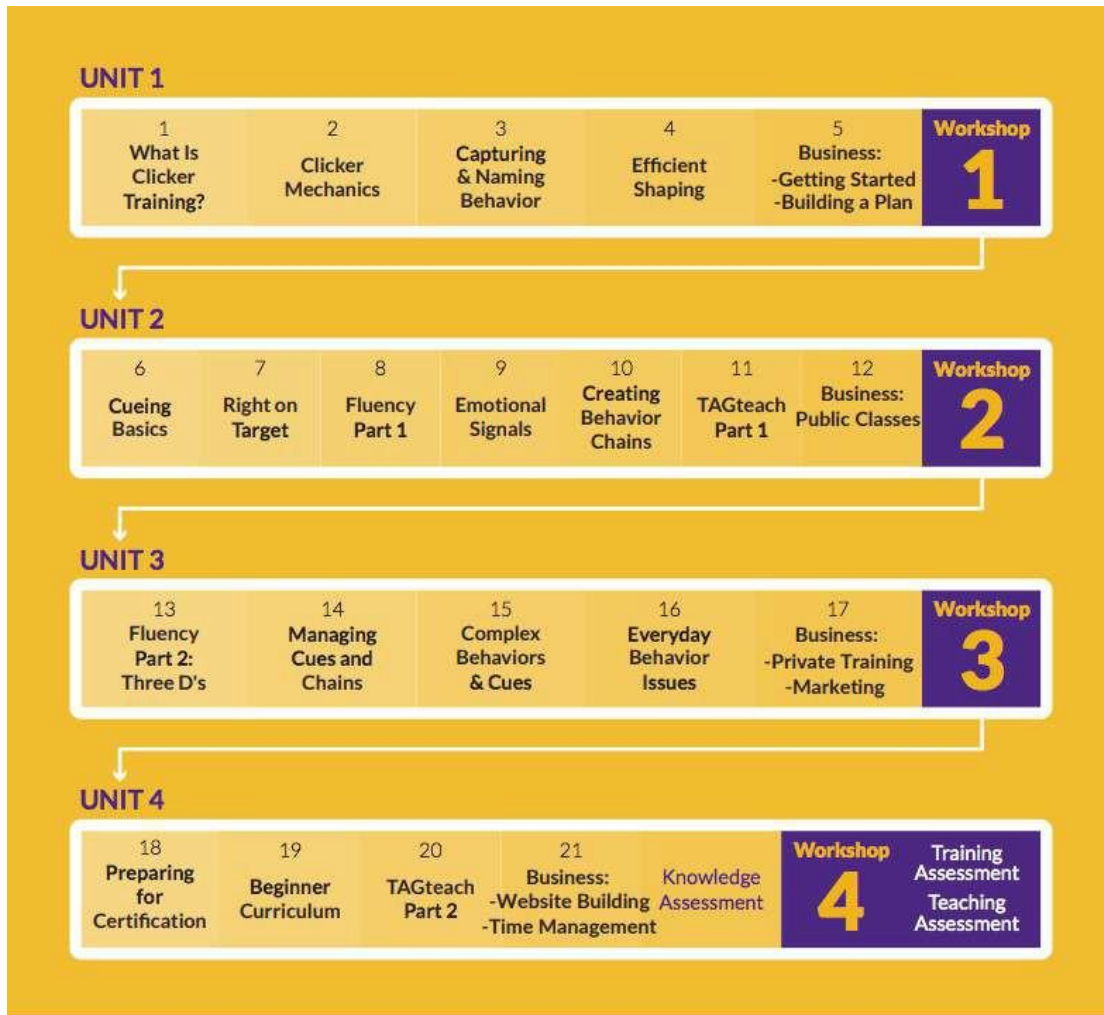 UNIT 1
1
What Is
Clicker
Training?
2
Clicker
Mechanics
3
Capturing
& Naming
Behavior
4
Efficient
Shaping
5
Business:
-Getting Started
-Building a Plan
Workshop
1
UNIT 2
6
Cueing
Basics
7
Right on
Target
8
Fluency
Part 1
9
Emotional
Signals
10
Creating
Behavior
Chains
11
TAGteach
Part 1
12
Business:
Public Classes
Workshop
2
UNIT 3
13
Fluency
Part 2:
Three D's
14
Managing
Cues and
Chains
15
Complex
Behaviors
& Cues
16
Everyday
Behavior
Issues
17
Business:
-Private Training
-Marketing
Workshop
3
UNIT 4
18
Preparing
for
Certification
19
Beginner
Curriculum
20
TAGteach
Part 2
21
Business:
-Website Building
-Time Management
Knowledge
Assessment
Workshop
4
Training
Assessment
Teaching
Assessment